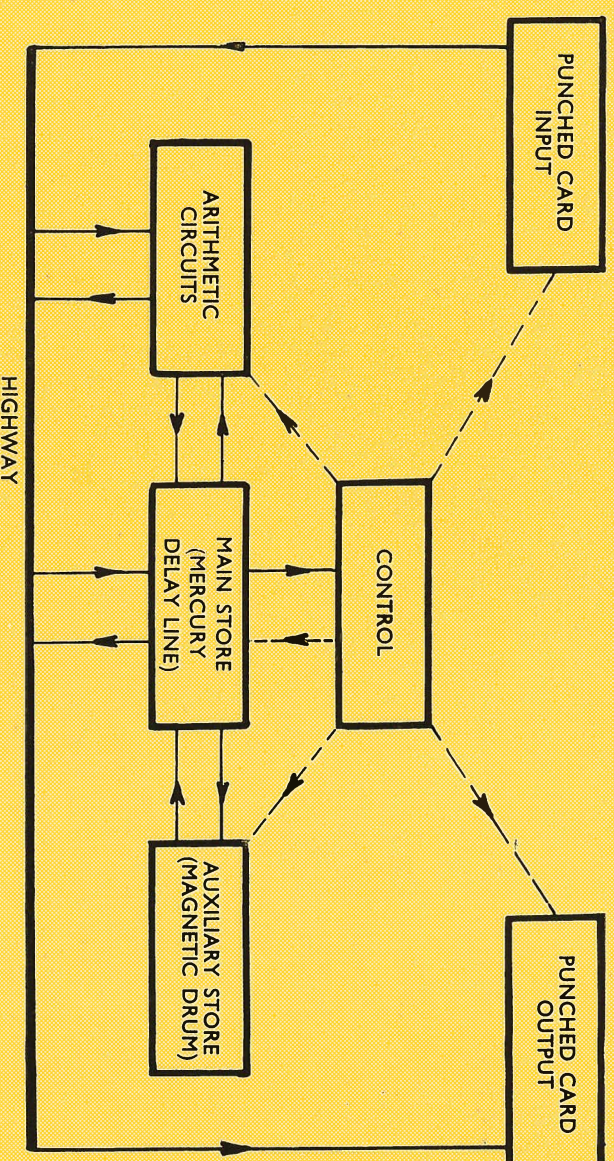 PUNCHED CARD
INPUT
PUNCHED CARD
OUTPUT
CONTROL
ARITHMETIC
CIRCUITS
MAIN STORE
(MERCURY
DELAY LINE)
AUXILIARY STORE
(MAGNETIC DRUM)
HIGHWAY